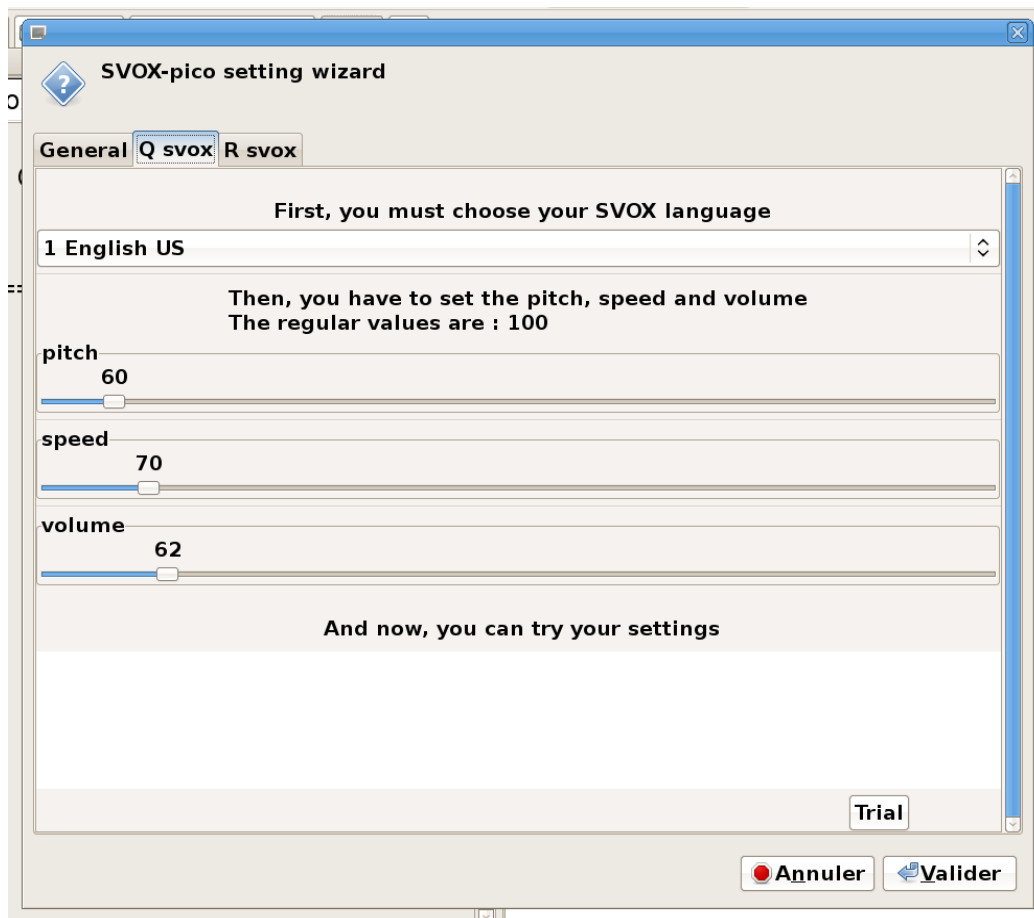 SVOX-pico setting wizard
General Q svox R svox
First, you must choose your SVOX language
1 English US
Then, you have to set the pitch, speed and volume
The regular values are : 100
pitch
60
speed
70
volume
62
And now, you can try your settings
Trial
Annuler Valider